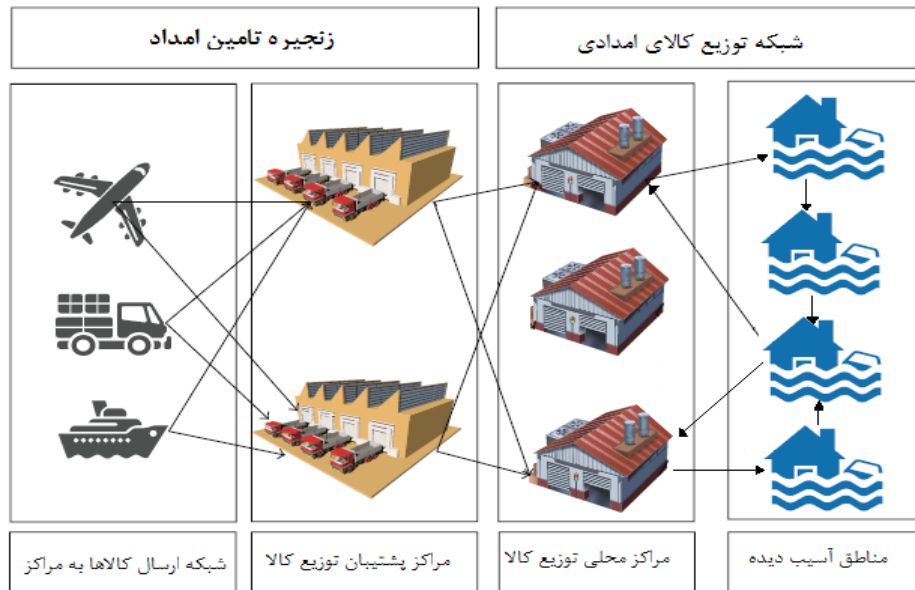 شبکه توزیع کالای امدادی
زنجیره تامین امداد
مناطق آسیب دیده
مراکز محلی توزیع کالا
مراکز پشتیبان توزیع کالا
شبکه ارسال کالاها به مراکز